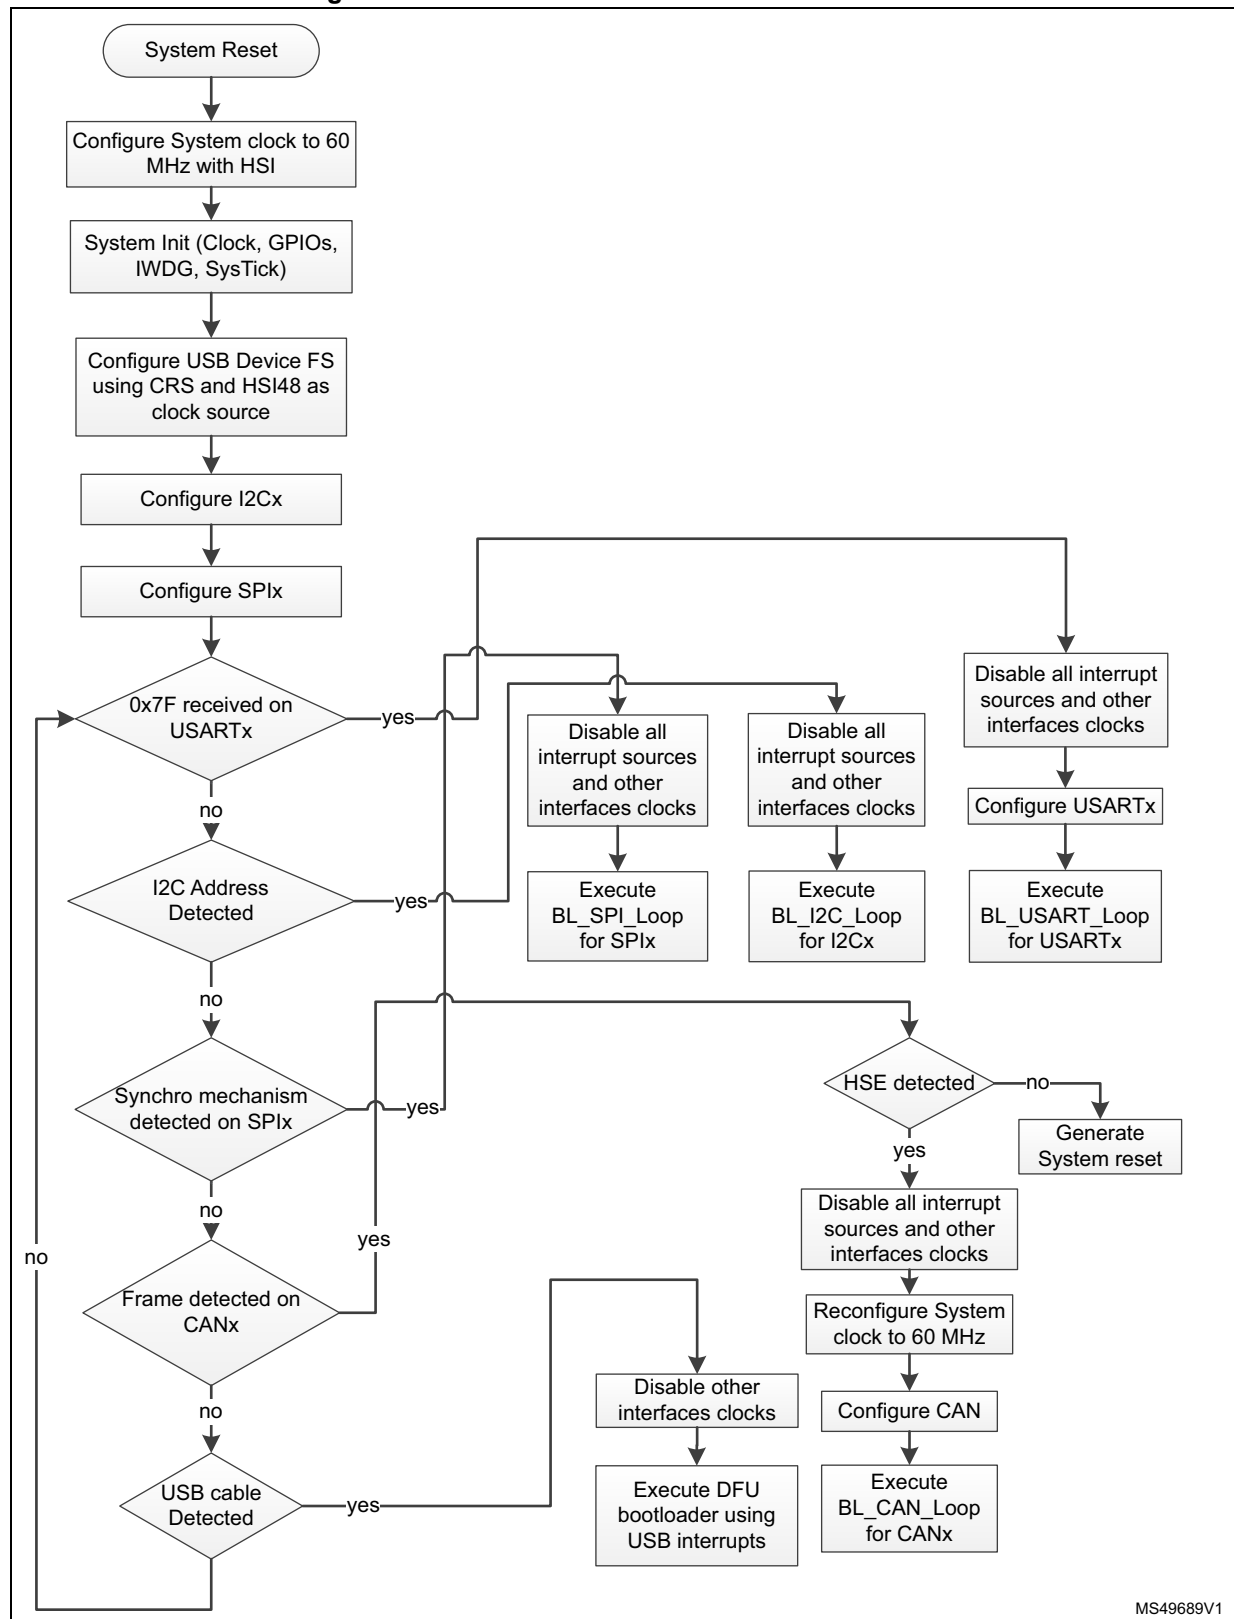 System Reset
Configure System clock to 60
MHz with HSI
System Init (Clock, GPIOs,
IWDG, SysTick)
Configure USB Device FS
using CRS and HSI48 as
clock source
Configure I2Cx
Configure SPIx
0x7F received on
USARTx
yes
no
I2C Address
Detected
yes
no
Synchro mechanism
detected on SPIx
yes
no
Frame detected on
CANx
yes
no
USB cable
Detected
yes
no
Disable all
interrupt sources
and other
interfaces clocks
Execute
BL_SPI_Loop
for SPIx
Disable all
interrupt sources
and other
interfaces clocks
Execute
BL_I2C_Loop
for I2Cx
Disable all interrupt
sources and other
interfaces clocks
Configure USARTx
Execute
BL_USART_Loop
for USARTx
HSE detected
no
Generate
System reset
yes
Disable all interrupt
sources and other
interfaces clocks
Reconfigure System
clock to 60 MHz
Configure CAN
Execute
BL_CAN_Loop
for CANx
Disable other
interfaces clocks
Execute DFU
bootloader using
USB interrupts
MS49689V1